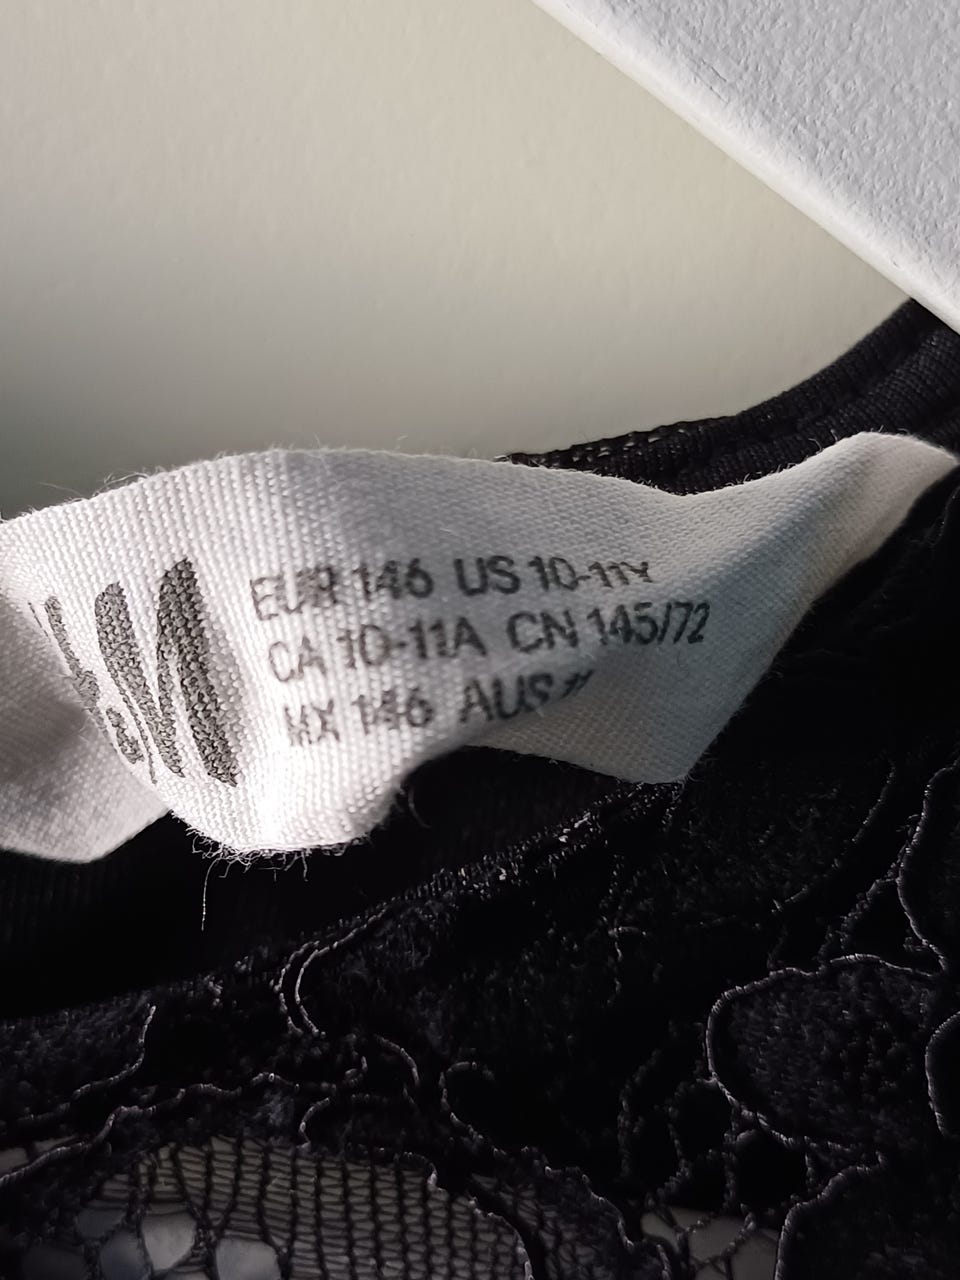 H&M
EUR 146 US 10-11Y
CA 10-11A CN 145/72
MX 146 AUS